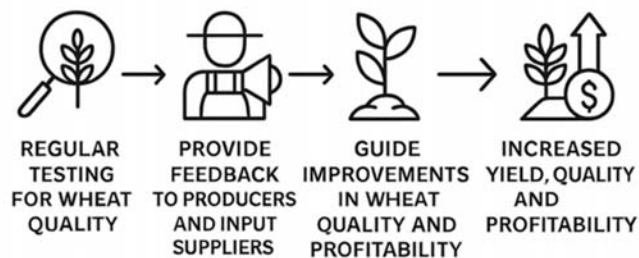 REGULAR
TESTING
FOR WHEAT
QUALITY
PROVIDE
FEEDBACK
TO PRODUCERS
AND INPUT
SUPPLIERS
GUIDE
IMPROVEMENTS
IN WHEAT
QUALITY AND
PROFITABILITY
INCREASED
YIELD, QUALITY
AND
PROFITABILITY
$